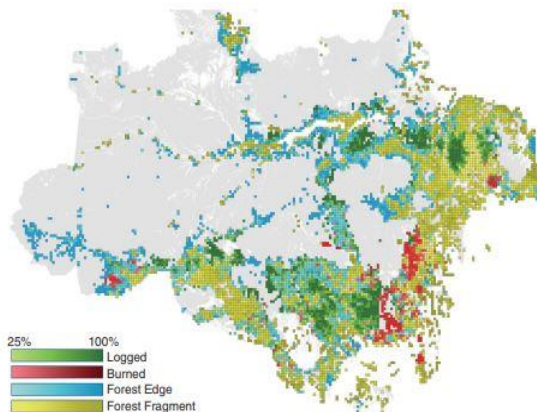 25% 100%
Logged
Burned
Forest Edge
Forest Fragment